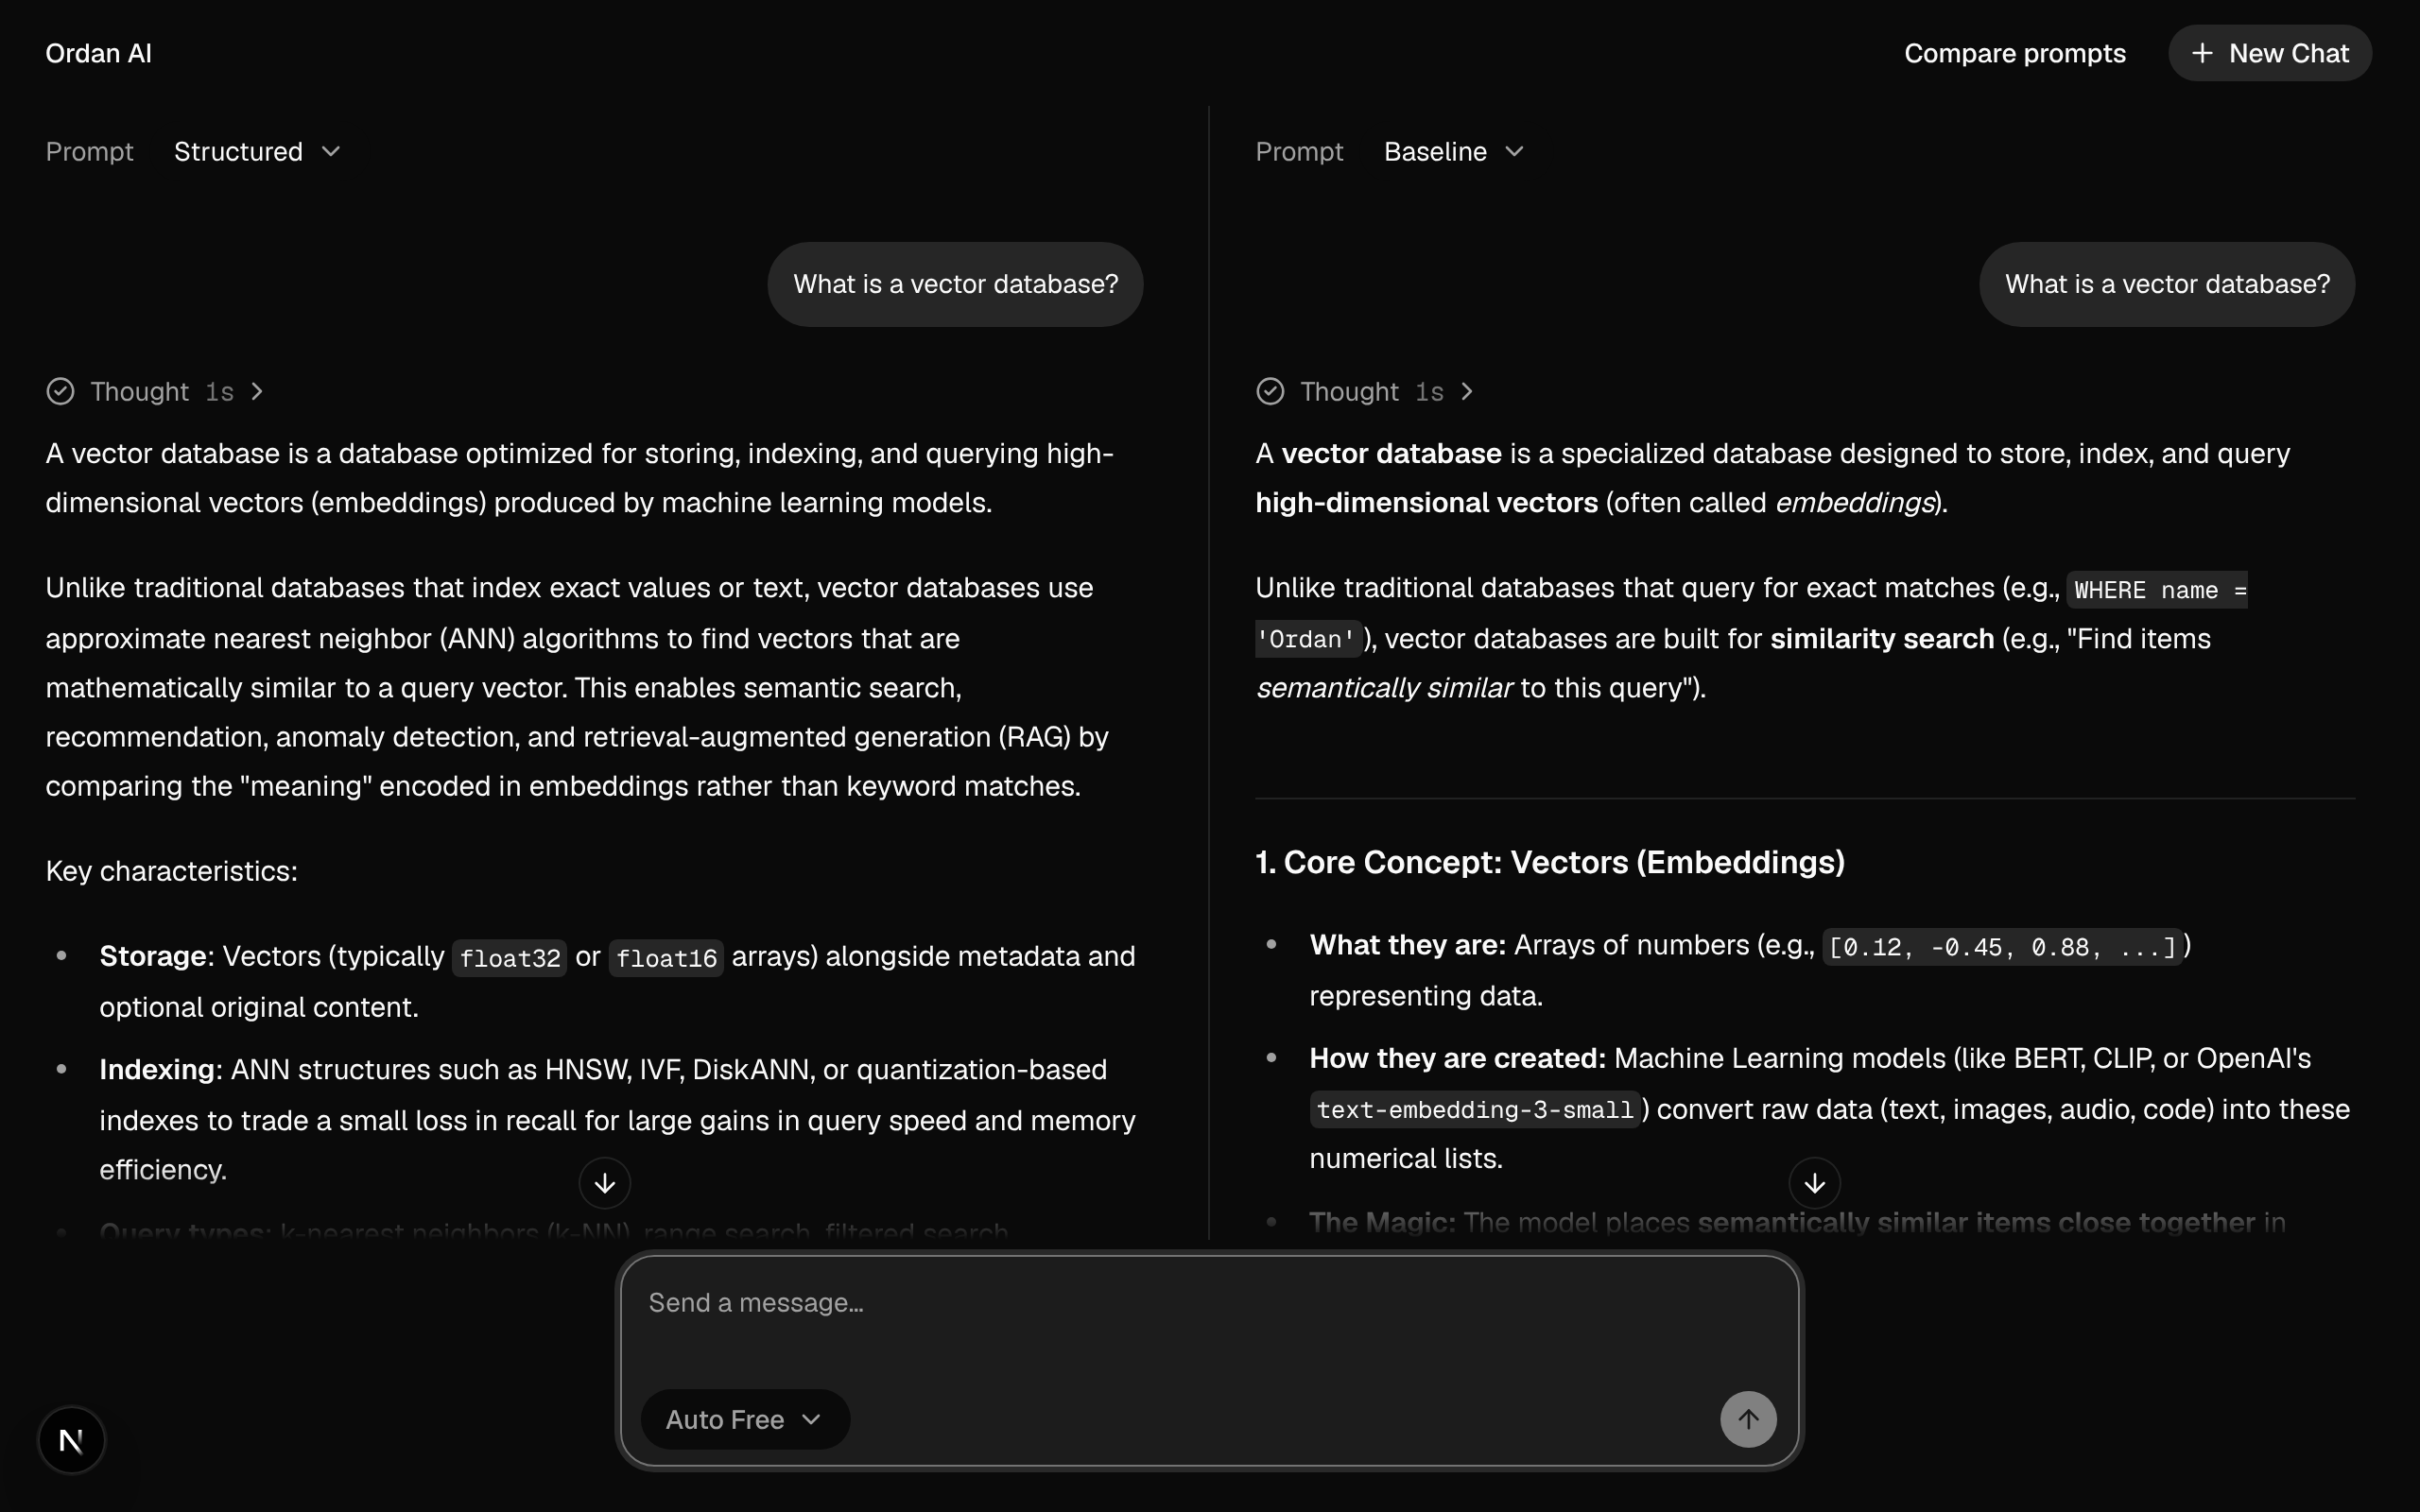 Ordan AI
Compare prompts
+ New Chat
Prompt Structured
What is a vector database?
Thought 1s
A vector database is a database optimized for storing, indexing, and querying high-
dimensional vectors (embeddings) produced by machine learning models.
Unlike traditional databases that index exact values or text, vector databases use
approximate nearest neighbor (ANN) algorithms to find vectors that are
mathematically similar to a query vector. This enables semantic search,
recommendation, anomaly detection, and retrieval-augmented generation (RAG) by
comparing the "meaning" encoded in embeddings rather than keyword matches.
Key characteristics:
• Storage: Vectors (typically float32 or float16 arrays) alongside metadata and
optional original content.
• Indexing: ANN structures such as HNSW, IVF, DiskANN, or quantization-based
indexes to trade a small loss in recall for large gains in query speed and memory
efficiency.
• Query types: k-nearest neighbors (k-NN), range search, filtered search
Prompt Baseline
What is a vector database?
Thought 1s
A vector database is a specialized database designed to store, index, and query
high-dimensional vectors (often called embeddings).
Unlike traditional databases that query for exact matches (e.g., WHERE name =
'Ordan'), vector databases are built for similarity search (e.g., "Find items
semantically similar to this query").
1. Core Concept: Vectors (Embeddings)
• What they are: Arrays of numbers (e.g., [0.12, -0.45, 0.88, ...])
representing data.
• How they are created: Machine Learning models (like BERT, CLIP, or OpenAI's
text-embedding-3-small) convert raw data (text, images, audio, code) into these
numerical lists.
• The Magic: The model places semantically similar items close together in
Send a message...
Auto Free
N